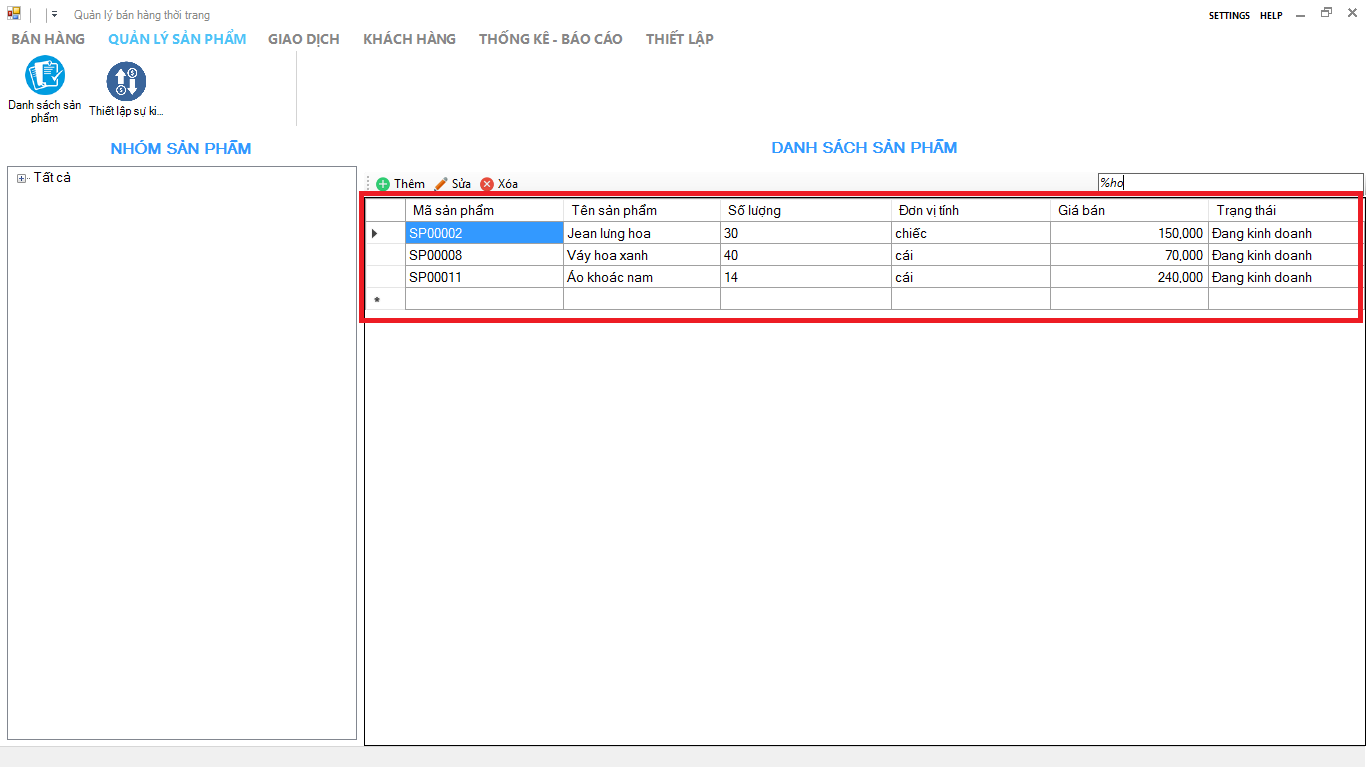 Quản lý bán hàng thời trang
SETTINGS HELP
BÁN HÀNG QUẢN LÝ SẢN PHẨM GIAO DỊCH KHÁCH HÀNG THỐNG KÊ - BÁO CÁO THIẾT LẬP
Danh sách sản phẩm
Thiết lập sự ki...
NHÓM SẢN PHẨM
DANH SÁCH SẢN PHẨM
Tất cả
Thêm Sửa Xóa
%ho
Mã sản phẩm Tên sản phẩm Số lượng Đơn vị tính Giá bán Trạng thái
SP00002 Jean lưng hoa 30 chiếc 150,000 Đang kinh doanh
SP00008 Váy hoa xanh 40 cái 70,000 Đang kinh doanh
SP00011 Áo khoác nam 14 cái 240,000 Đang kinh doanh